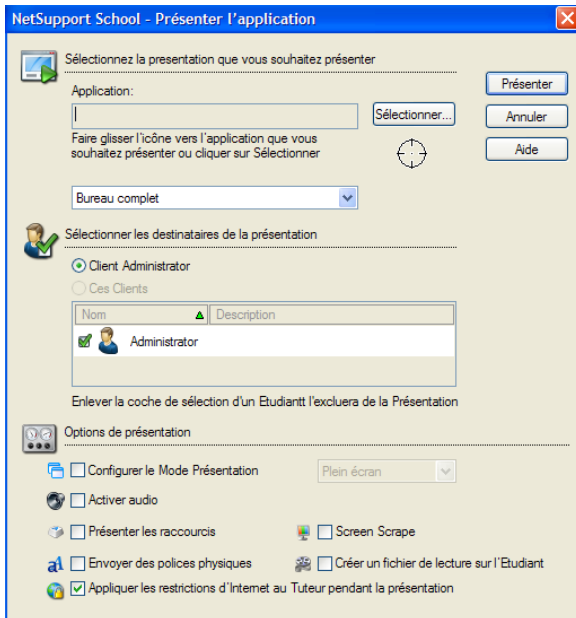 NetSupport School - Présenter l'application
Sélectionnez la presentation que vous souhaitez présenter
Application:
Présenter
Sélectionner...
Annuler
Faire glisser l'icône vers l'application que vous
souhaitez présenter ou cliquer sur Sélectionner
Aide
Bureau complet
Sélectionner les destinataires de la présentation
Client Administrator
Ces Clients
Nom Description
Administrator
Enlever la coche de sélection d'un Etudiantt l'excluera de la Présentation
Options de présentation
Configurer le Mode Présentation Plein écran
Activer audio
Présenter les raccourcis Screen Scrape
Envoyer des polices physiques Créer un fichier de lecture sur l'Etudiant
Appliquer les restrictions d'Internet au Tuteur pendant la présentation